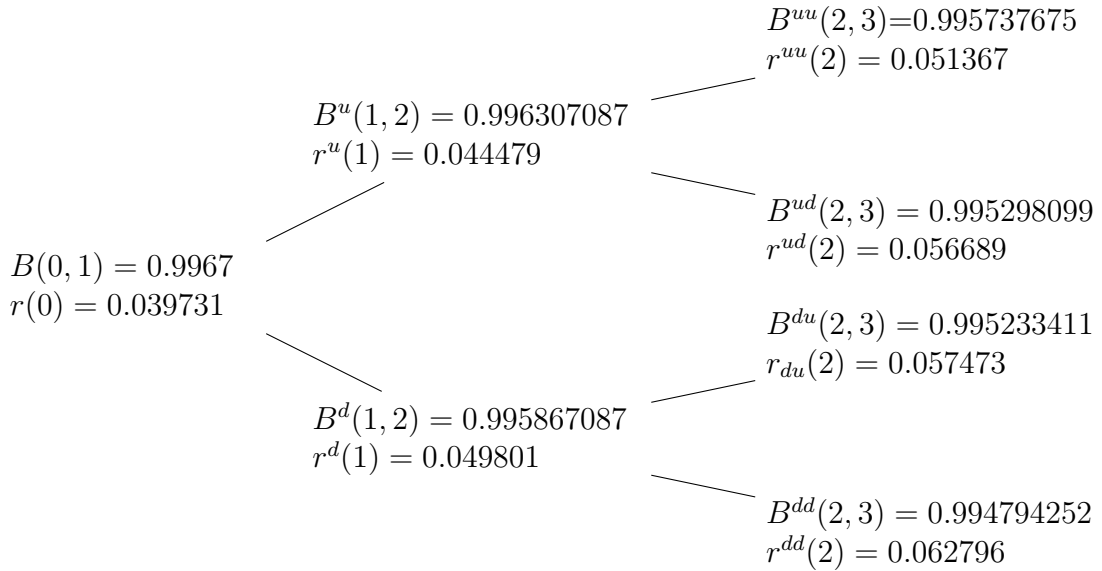 B^{uu}(2, 3)=0.995737675
r^{uu}(2) = 0.051367
B^{u}(1, 2) = 0.996307087
r^{u}(1) = 0.044479
B^{ud}(2, 3) = 0.995298099
r^{ud}(2) = 0.056689
B(0, 1) = 0.9967
r(0) = 0.039731
B^{du}(2, 3) = 0.995233411
r_{du}(2) = 0.057473
B^{d}(1, 2) = 0.995867087
r^{d}(1) = 0.049801
B^{dd}(2, 3) = 0.994794252
r^{dd}(2) = 0.062796